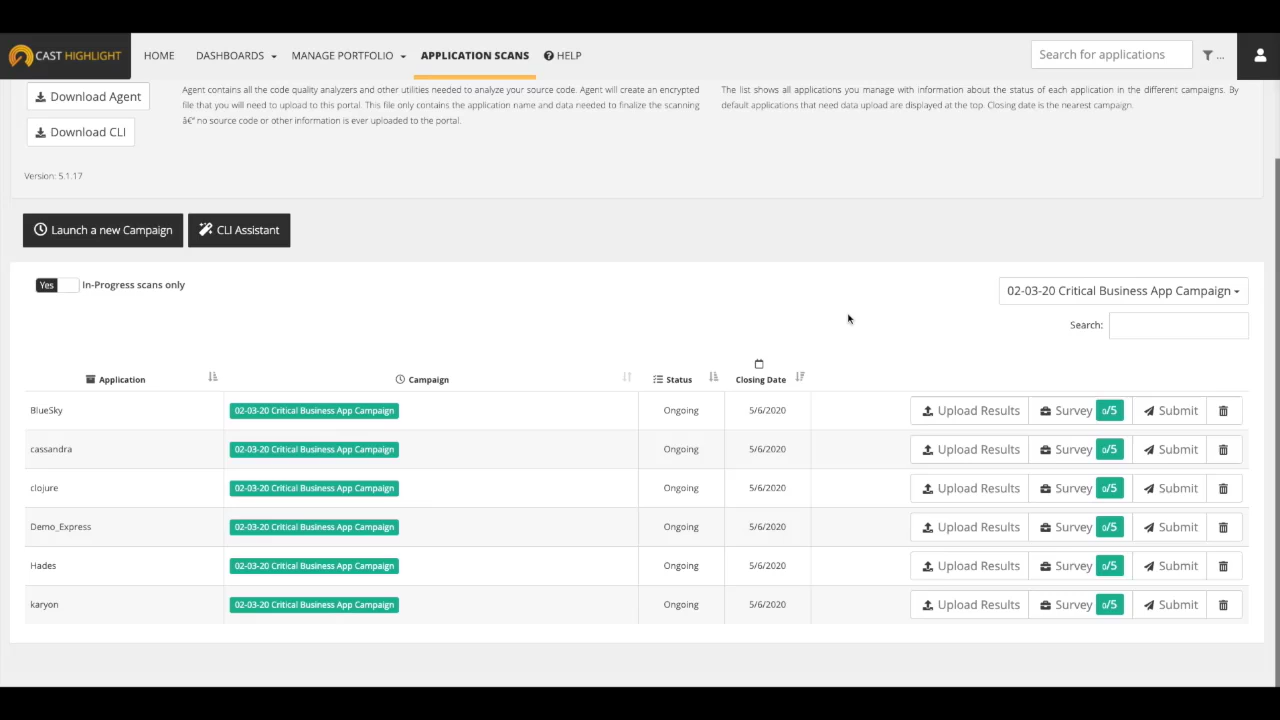 CAST HIGHLIGHT HOME DASHBOARDS MANAGE PORTFOLIO APPLICATION SCANS HELP Search for applications ...
Download Agent
Agent contains all the code quality analyzers and other utilities needed to analyze your source code. Agent will create an encrypted
file that you will need to upload to this portal. This file only contains the application name and data needed to finalize the scanning
â€“ no source code or other information is ever uploaded to the portal.
The list shows all applications you manage with information about the status of each application in the different campaigns. By
default applications that need data upload are displayed at the top. Closing date is the nearest campaign.
Download CLI
Version: 5.1.17
Launch a new Campaign CLI Assistant
Yes In-Progress scans only
02-03-20 Critical Business App Campaign
Search:
Application Campaign Status Closing Date
BlueSky 02-03-20 Critical Business App Campaign Ongoing 5/6/2020 Upload Results Survey 0/5 Submit
cassandra 02-03-20 Critical Business App Campaign Ongoing 5/6/2020 Upload Results Survey 0/5 Submit
clojure 02-03-20 Critical Business App Campaign Ongoing 5/6/2020 Upload Results Survey 0/5 Submit
Demo_Express 02-03-20 Critical Business App Campaign Ongoing 5/6/2020 Upload Results Survey 0/5 Submit
Hades 02-03-20 Critical Business App Campaign Ongoing 5/6/2020 Upload Results Survey 0/5 Submit
karyon 02-03-20 Critical Business App Campaign Ongoing 5/6/2020 Upload Results Survey 0/5 Submit